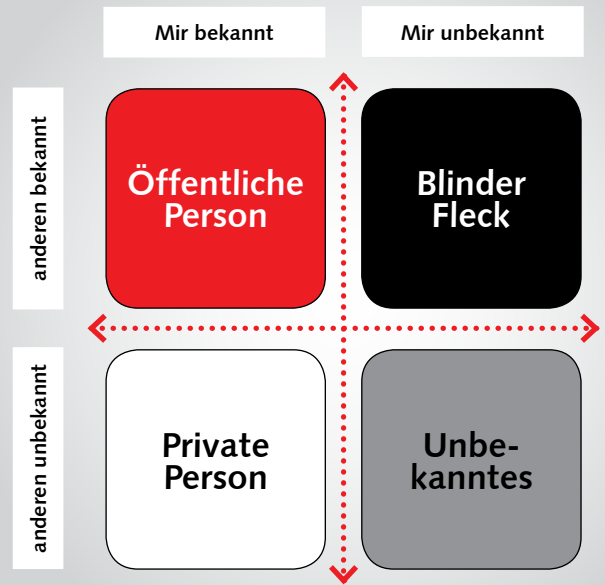 Mir bekannt
Mir unbekannt
anderen bekannt
Öffentliche
Person
Blinder
Fleck
anderen unbekannt
Private
Person
Unbe-
kanntes